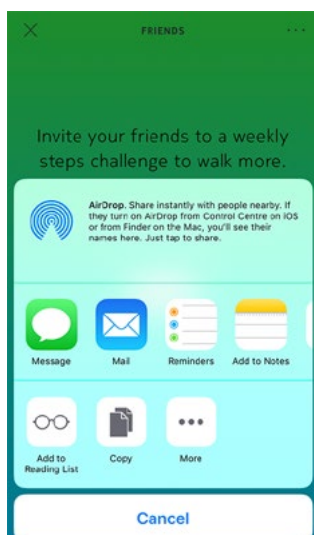 FRIENDS
Invite your friends to a weekly
steps challenge to walk more.
AirDrop. Share instantly with people nearby. If
they turn on AirDrop from Control Centre on iOS
or from Finder on the Mac, you'll see their
names here. Just tap to share.
Message Mail Reminders Add to Notes
Add to Copy More
Reading List
Cancel